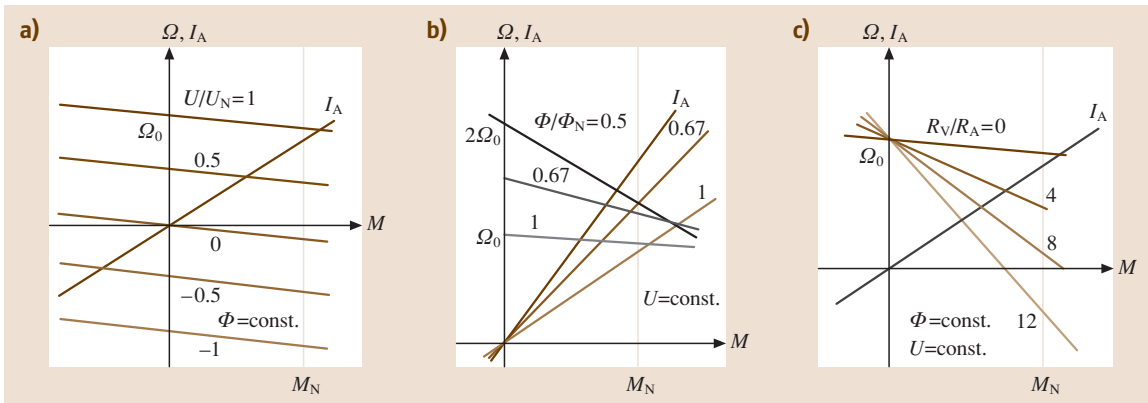 a)
Ω, I_A
U/U_N=1
I_A
Ω_0
0.5
M
0
−0.5
Φ=const.
−1
M_N
b)
Ω, I_A
I_A
Φ/Φ_N=0.5
0.67
2Ω_0
0.67
1
Ω_0
1
U=const.
M
M_N
c)
Ω, I_A
R_V/R_A=0
I_A
Ω_0
4
8
M
Φ=const.
12
U=const.
M_N